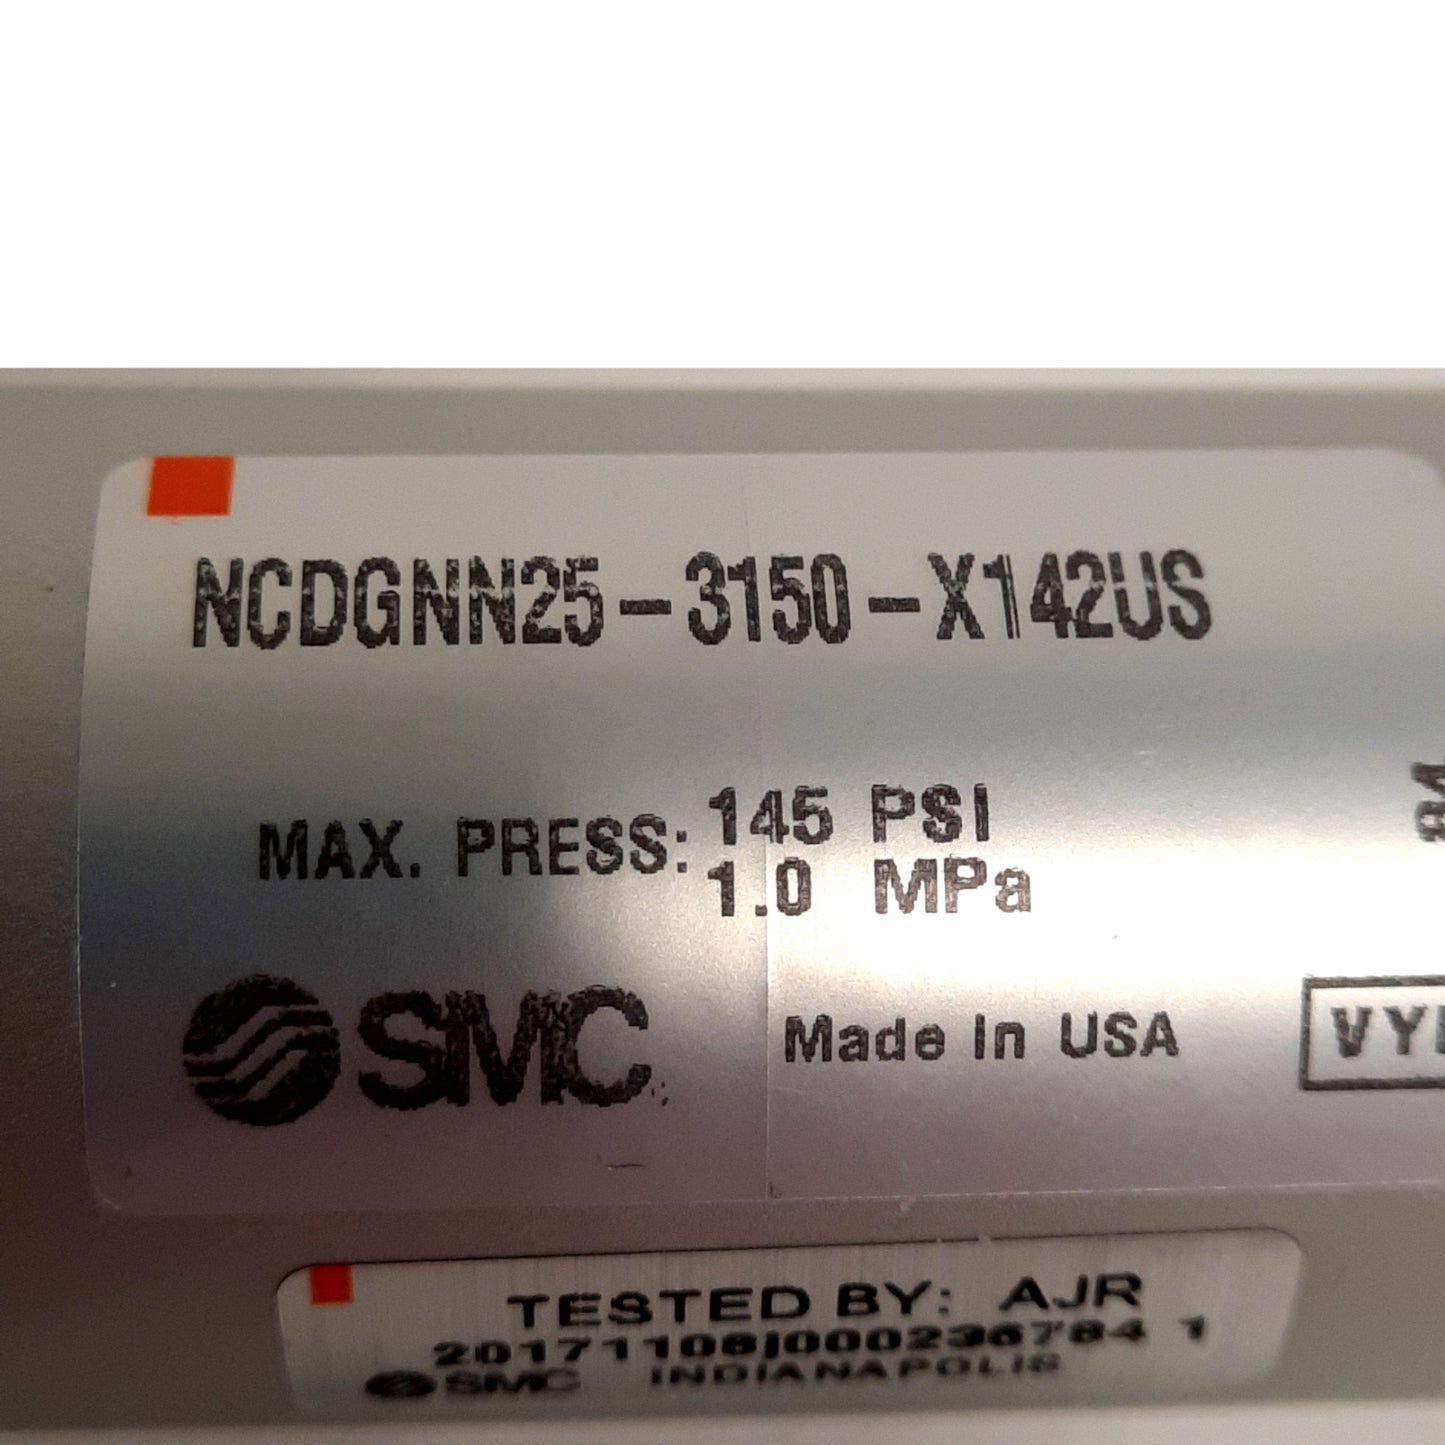 NCDGNN25-3150-X142US
MAX. PRESS: 145 PSI
1.0 MPa
SMC
Made in USA
TESTED BY: AJR
SMC INDIANAPOLIS